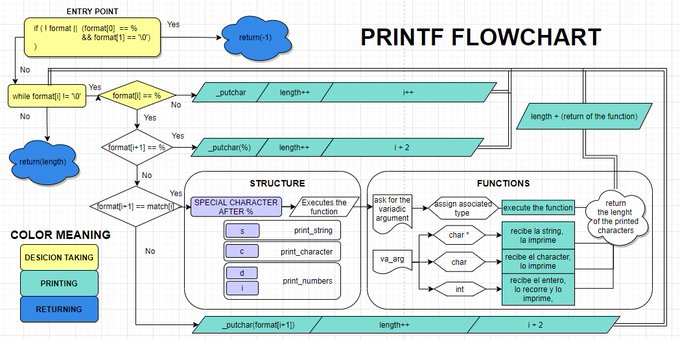 ENTRY POINT
PRINTF FLOWCHART
if ( ! format || (format[0] == %
&& format[1] == '\0')
)
Yes
return(-1)
No
while format[i] != '\0'
Yes
format[i] == %
No
_putchar
length++
i++
No
Yes
return(length)
format[i+1] == %
Yes
_putchar(%)
length++
i + 2
length + (return of the function)
No
format[i+1] == match[i]
Yes
STRUCTURE
SPECIAL CHARACTER
AFTER %
Executes the
function
s
print_string
c
print_character
d
i
print_numbers
FUNCTIONS
ask for the
variadic
argument
assign asociated
type
execute the function
return
the lenght
of the printed
characters
va_arg
char *
recibe la string,
la imprime
char
recibe el character,
lo imprime
int
recibe el entero,
lo recorre y lo
imprime,
No
COLOR MEANING
DESICION TAKING
PRINTING
RETURNING
_putchar(format[i+1])
length++
i + 2